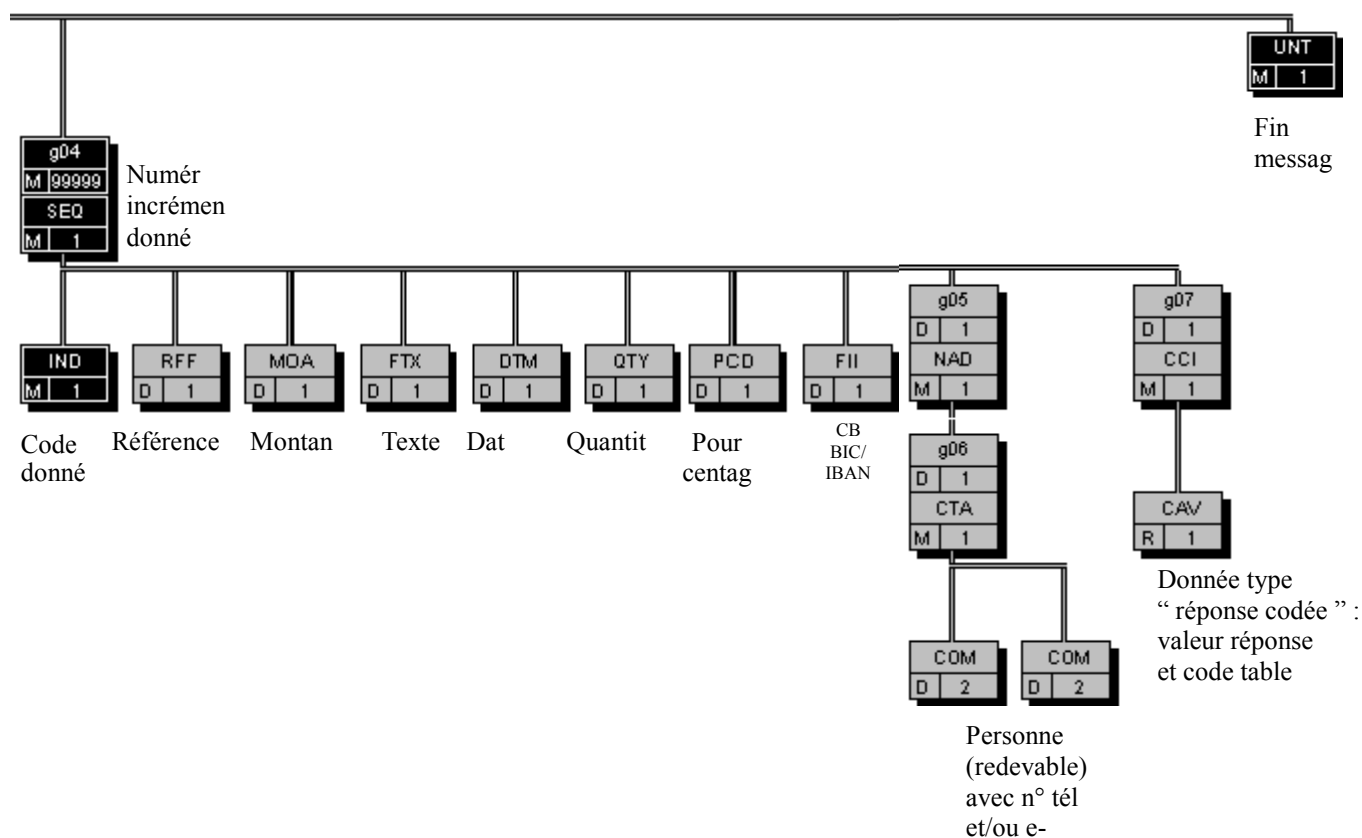 UNT
M 1
Fin
messag
g04
M 99999
SEQ
M 1
Numér
incrémen
donné
IND
M 1
Code
donné
RFF
D 1
Référence
MOA
D 1
Montan
FTX
D 1
Texte
DTM
D 1
Dat
QTY
D 1
Quantit
PCD
D 1
Pour
centag
FII
D 1
CB
BIC/
IBAN
g05
D 1
NAD
M 1
g06
D 1
CTA
M 1
COM
D 2
COM
D 2
Personne
(redevable)
avec n° tél
et/ou e-
g07
D 1
CCI
M 1
CAV
R 1
Donnée type
“ réponse codée ” :
valeur réponse
et code table